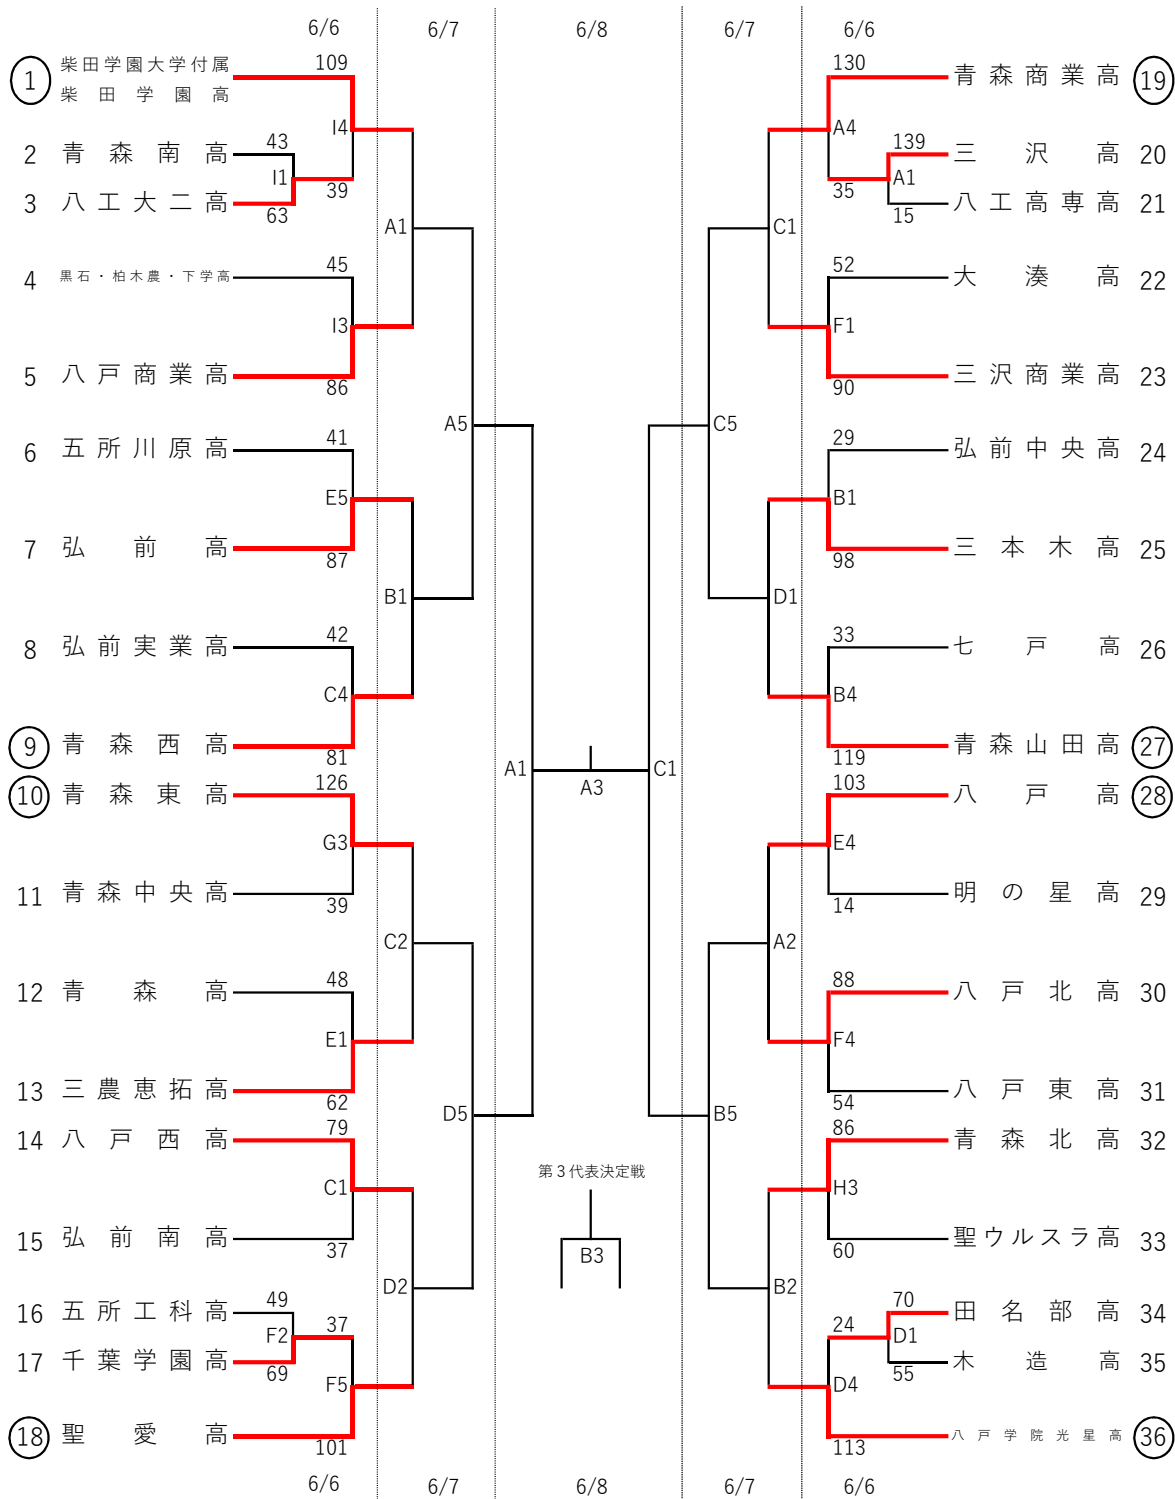 6/6 6/7 6/8 6/7 6/6
1 柴田学園大学付属 109
柴田学園高
I4
2 青森南高 43
I1
39
3 八工大二高 63
A1
4 黒石・柏木農・下学高 45
I3
5 八戸商業高 86
A5
6 五所川原高 41
E5
7 弘前高 87
B1
8 弘前実業高 42
C4
9 青森西高 81
A1
10 青森東高 126
G3
11 青森中央高 39
C2
12 青森高 48
E1
13 三農恵拓高 62
D5
14 八戸西高 79
C1
15 弘前南高 37
D2
16 五所工科高 49
F2
37
17 千葉学園高 69
F5
18 聖愛高 101
A3
第3代表決定戦
B3
130 青森商業高 19
A4
139 三沢高 20
A1
35
15 八工高専高 21
C1
52 大湊高 22
F1
90 三沢商業高 23
C5
29 弘前中央高 24
B1
98 三本木高 25
D1
33 七戸高 26
B4
119 青森山田高 27
C1
103 八戸高 28
E4
14 明の星高 29
A2
88 八戸北高 30
F4
54 八戸東高 31
B5
86 青森北高 32
H3
60 聖ウルスラ高 33
B2
70 田名部高 34
24
D1
55 木造高 35
D4
113 八戸学院光星高 36
6/6 6/7 6/8 6/7 6/6